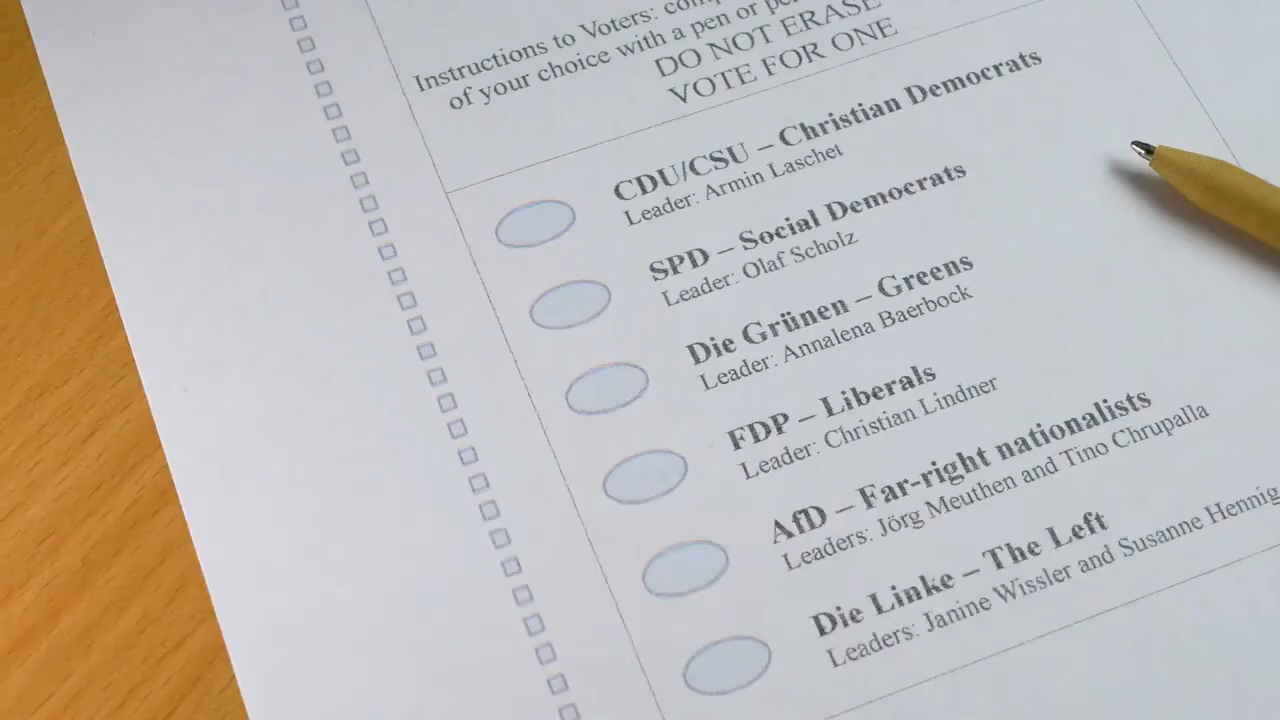 Instructions to Voters:
of your choice with a pen or
DO NOT ERASE
VOTE FOR ONE
CDU/CSU – Christian Democrats
Leader: Armin Laschet
SPD – Social Democrats
Leader: Olaf Scholz
Die Grünen – Greens
Leader: Annalena Baerbock
FDP – Liberals
Leader: Christian Lindner
AfD – Far-right nationalists
Leaders: Jörg Meuthen and Tino Chrupalla
Die Linke – The Left
Leaders: Janine Wissler and Susanne Hennig